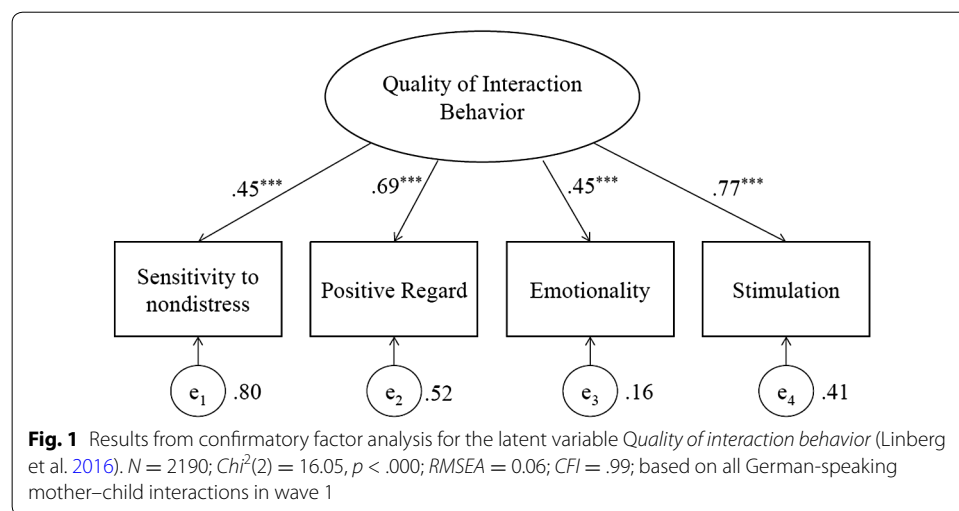 Quality of Interaction
Behavior
.45***
.69***
.45***
.77***
Sensitivity to
nondistress
Positive Regard
Emotionality
Stimulation
e1 .80
e2 .52
e3 .16
e4 .41
Fig. 1 Results from confirmatory factor analysis for the latent variable Quality of interaction behavior (Linberg
et al. 2016). N = 2190; Chi²(2) = 16.05, p < .000; RMSEA = 0.06; CFI = .99; based on all German-speaking
mother–child interactions in wave 1